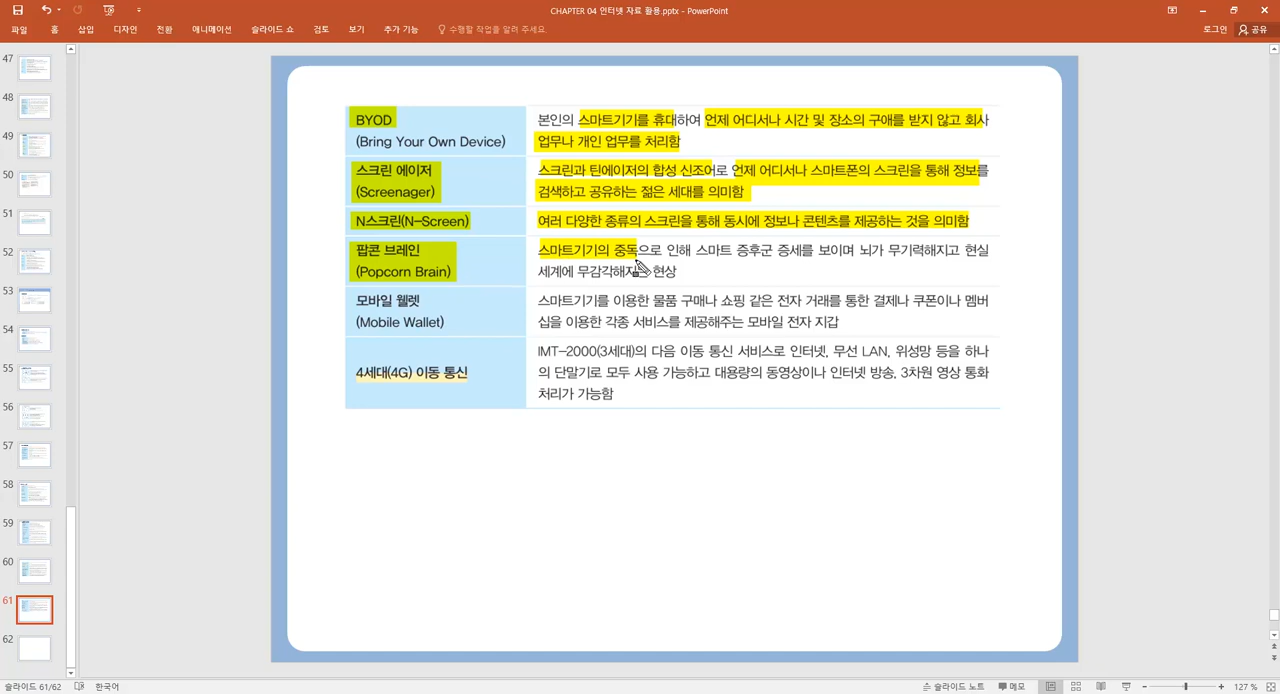 CHAPTER 04 인터넷 자료 활용.pptx - PowerPoint
파일 홈 삽입 디자인 전환 애니메이션 슬라이드 쇼 검토 보기 추가 기능 수행할 작업을 알려 주세요. 로그인 공유
47
48
49
50
51
52
53
54
55
56
57
58
59
60
61
62
BYOD
(Bring Your Own Device)
본인의 스마트기기를 휴대하여 언제 어디서나 시간 및 장소의 구애를 받지 않고 회사
업무나 개인 업무를 처리함
스크린 에이저
(Screenager)
스크린과 틴에이저의 합성 신조어로 언제 어디서나 스마트폰의 스크린을 통해 정보를
검색하고 공유하는 젊은 세대를 의미함
N스크린(N-Screen)
여러 다양한 종류의 스크린을 통해 동시에 정보나 콘텐츠를 제공하는 것을 의미함
팝콘 브레인
(Popcorn Brain)
스마트기기의 중독으로 인해 스마트 증후군 증세를 보이며 뇌가 무기력해지고 현실
세계에 무감각해지는 현상
모바일 월렛
(Mobile Wallet)
스마트기기를 이용한 물품 구매나 쇼핑 같은 전자 거래를 통한 결제나 쿠폰이나 멤버
십을 이용한 각종 서비스를 제공해주는 모바일 전자 지갑
4세대(4G) 이동 통신
IMT-2000(3세대)의 다음 이동 통신 서비스로 인터넷, 무선 LAN, 위성망 등을 하나
의 단말기로 모두 사용 가능하고 대용량의 동영상이나 인터넷 방송, 3차원 영상 통화
처리가 가능함
슬라이드 61/62 한국어 슬라이드 노트 메모 127 %